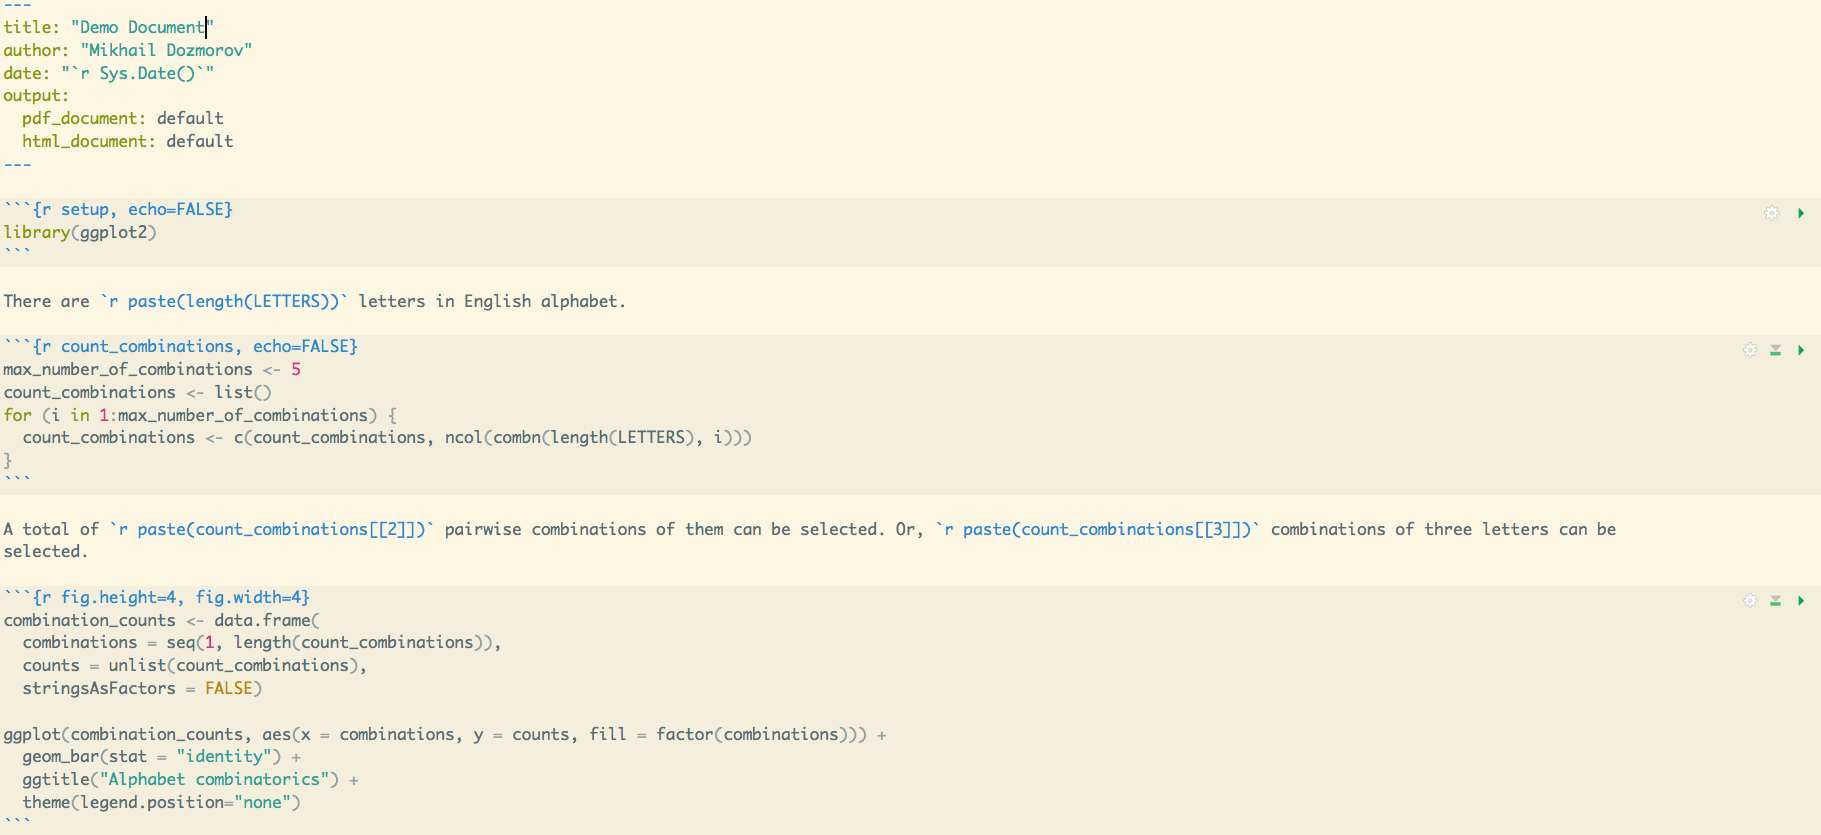 ---
title: "Demo Document"
author: "Mikhail Dozmorov"
date: "`r Sys.Date()`"
output:
  pdf_document: default
  html_document: default
---
```{r setup, echo=FALSE}
library(ggplot2)
```
There are `r paste(length(LETTERS))` letters in English alphabet.
```{r count_combinations, echo=FALSE}
max_number_of_combinations <- 5
count_combinations <- list()
for (i in 1:max_number_of_combinations) {
  count_combinations <- c(count_combinations, ncol(combn(length(LETTERS), i)))
}
```
A total of `r paste(count_combinations[[2]])` pairwise combinations of them can be selected. Or, `r paste(count_combinations[[3]])` combinations of three letters can be
selected.
```{r fig.height=4, fig.width=4}
combination_counts <- data.frame(
  combinations = seq(1, length(count_combinations)),
  counts = unlist(count_combinations),
  stringsAsFactors = FALSE)
ggplot(combination_counts, aes(x = combinations, y = counts, fill = factor(combinations))) +
  geom_bar(stat = "identity") +
  ggtitle("Alphabet combinatorics") +
  theme(legend.position="none")
```